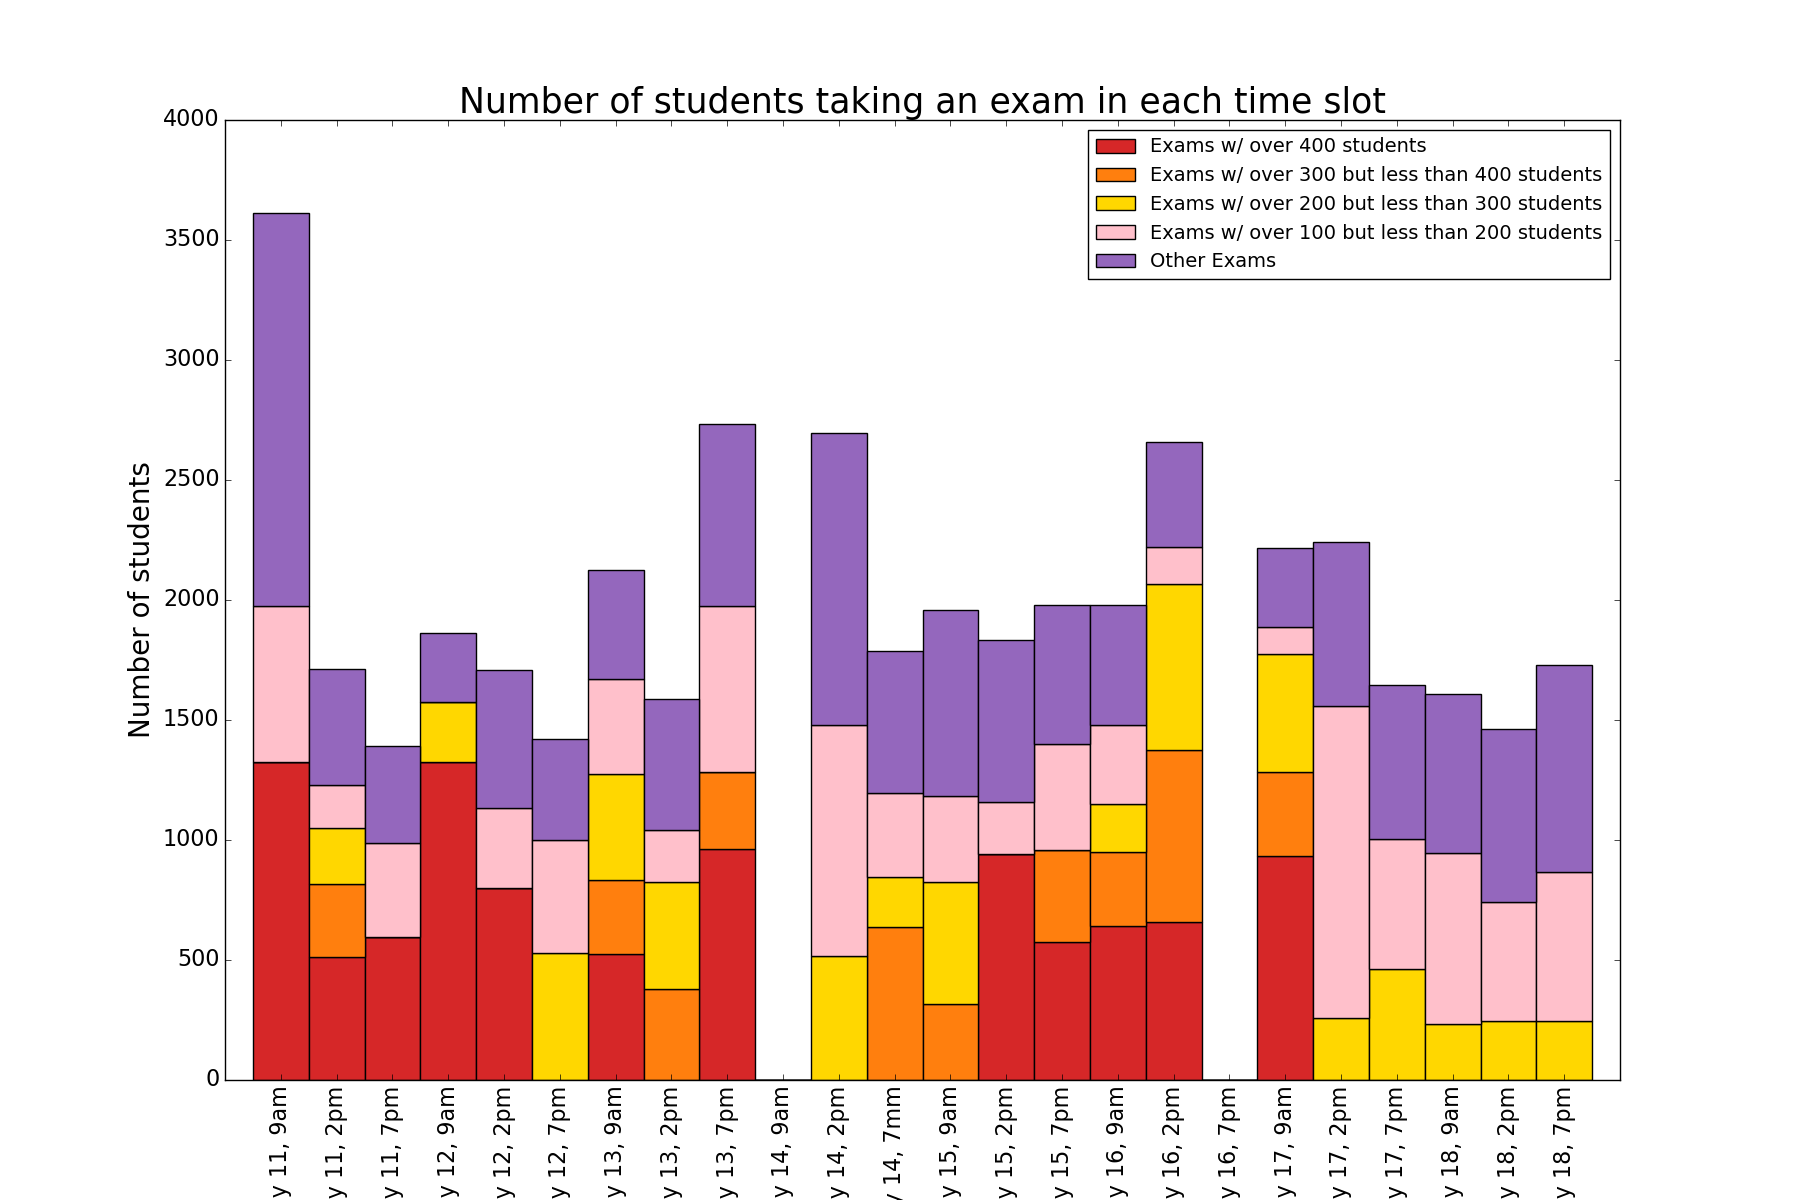 Number of students taking an exam in each time slot
Number of students
4000
3500
3000
2500
2000
1500
1000
500
0
Exams w/ over 400 students
Exams w/ over 300 but less than 400 students
Exams w/ over 200 but less than 300 students
Exams w/ over 100 but less than 200 students
Other Exams
y 11, 9am
y 11, 2pm
y 11, 7pm
y 12, 9am
y 12, 2pm
y 12, 7pm
y 13, 9am
y 13, 2pm
y 13, 7pm
y 14, 9am
y 14, 2pm
y 14, 7mm
y 15, 9am
y 15, 2pm
y 15, 7pm
y 16, 9am
y 16, 2pm
y 16, 7pm
y 17, 9am
y 17, 2pm
y 17, 7pm
y 18, 9am
y 18, 2pm
y 18, 7pm